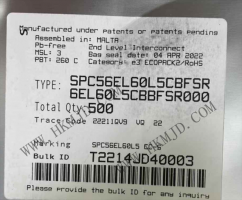 Manufactured under patents or patents pending
Assembled in: MALTA
Pb-free 2nd Level Interconnect
MSL: 3 Bag seal date: 04 APR 2022
PBT: 260 C Category: e3 ECOPACK2/RoHS
TYPE: SPC56EL60L5CBFSR
6EL60L5CBBFSR000
Total Qty: 500
Trace Code 22211QV9 VQ 22
Marking SPC56EL60L5
Bulk ID T2214JD40003
Please provide the bulk ID for any inquiry